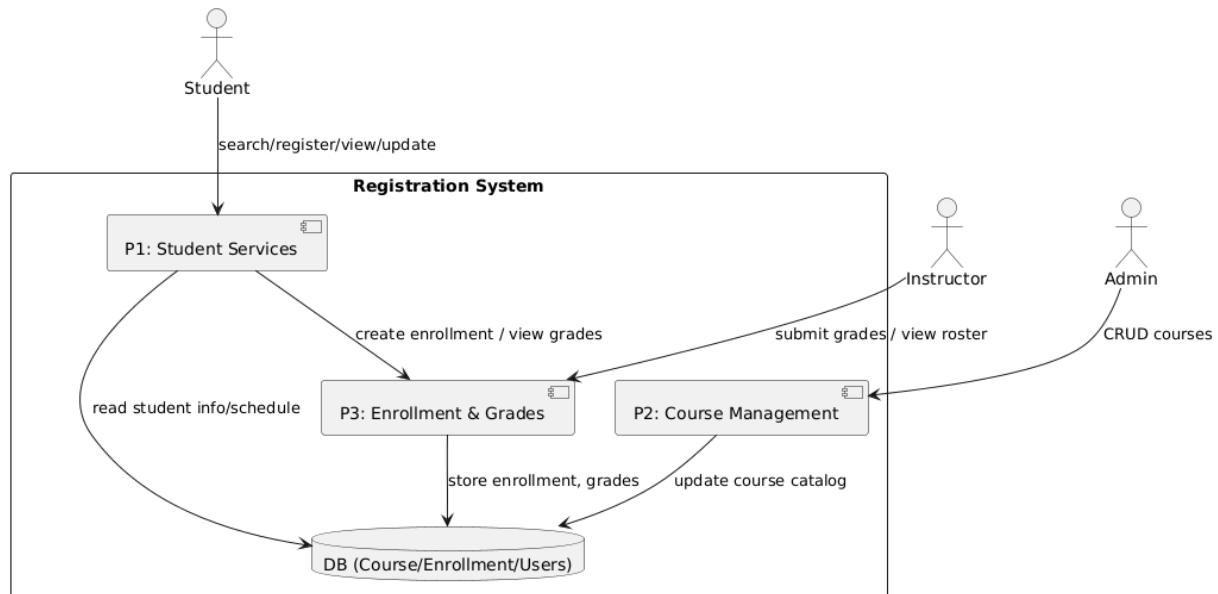 Student
search/register/view/update
Registration System
P1: Student Services
Instructor
Admin
create enrollment / view grades
submit grades / view roster
CRUD courses
read student info/schedule
P3: Enrollment & Grades
P2: Course Management
store enrollment, grades
update course catalog
DB (Course/Enrollment/Users)